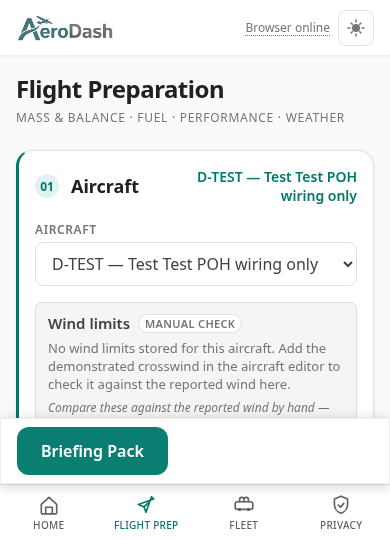 AeroDash
Browser online
Flight Preparation
MASS & BALANCE · FUEL · PERFORMANCE · WEATHER
01
Aircraft
D-TEST — Test Test POH
wiring only
AIRCRAFT
D-TEST — Test Test POH wiring only
Wind limits
MANUAL CHECK
No wind limits stored for this aircraft. Add the
demonstrated crosswind in the aircraft editor to
check it against the reported wind here.
Compare these against the reported wind by hand —
Briefing Pack
HOME
FLIGHT PREP
FLEET
PRIVACY